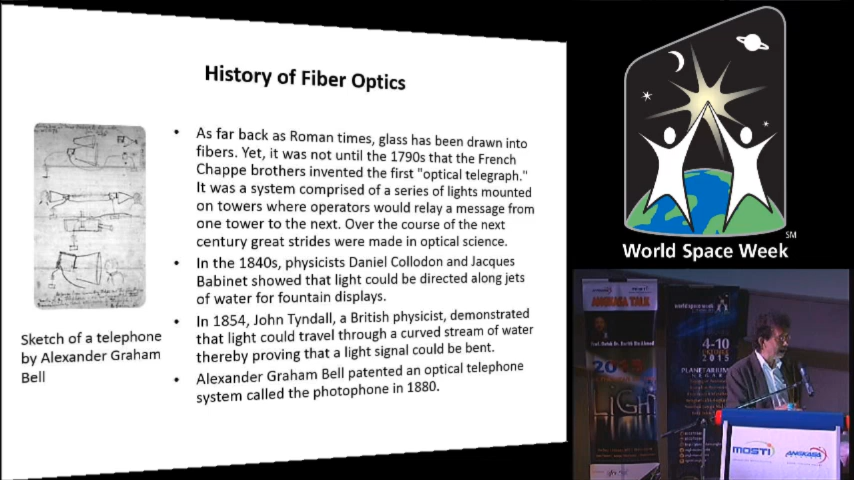 History of Fiber Optics
• As far back as Roman times, glass has been drawn into
fibers. Yet, it was not until the 1790s that the French
Chappe brothers invented the first "optical telegraph."
It was a system comprised of a series of lights mounted
on towers where operators would relay a message from
one tower to the next. Over the course of the next
century great strides were made in optical science.
• In the 1840s, physicists Daniel Collodon and Jacques
Babinet showed that light could be directed along jets
of water for fountain displays.
• In 1854, John Tyndall, a British physicist, demonstrated
that light could travel through a curved stream of water
thereby proving that a light signal could be bent.
• Alexander Graham Bell patented an optical telephone
system called the photophone in 1880.
Sketch of a telephone
by Alexander Graham
Bell
SM
World Space Week
ANGKASA TALK
2015
LIGH
4-10
2015
PLANETARIUM
NEGARA
MOSTI
ANGKASA